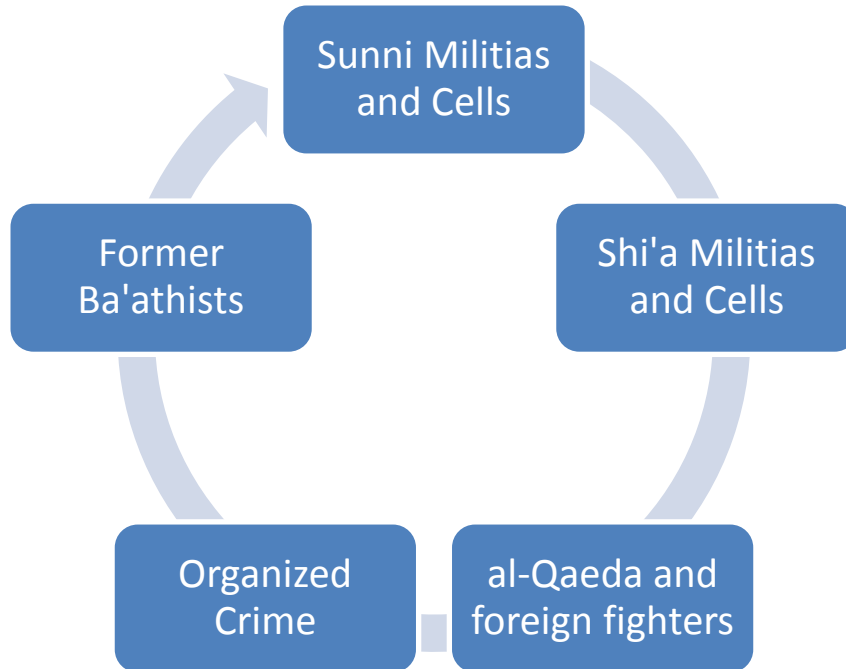 Sunni Militias
and Cells
Shi'a Militias
and Cells
al-Qaeda and
foreign fighters
Organized
Crime
Former
Ba'athists